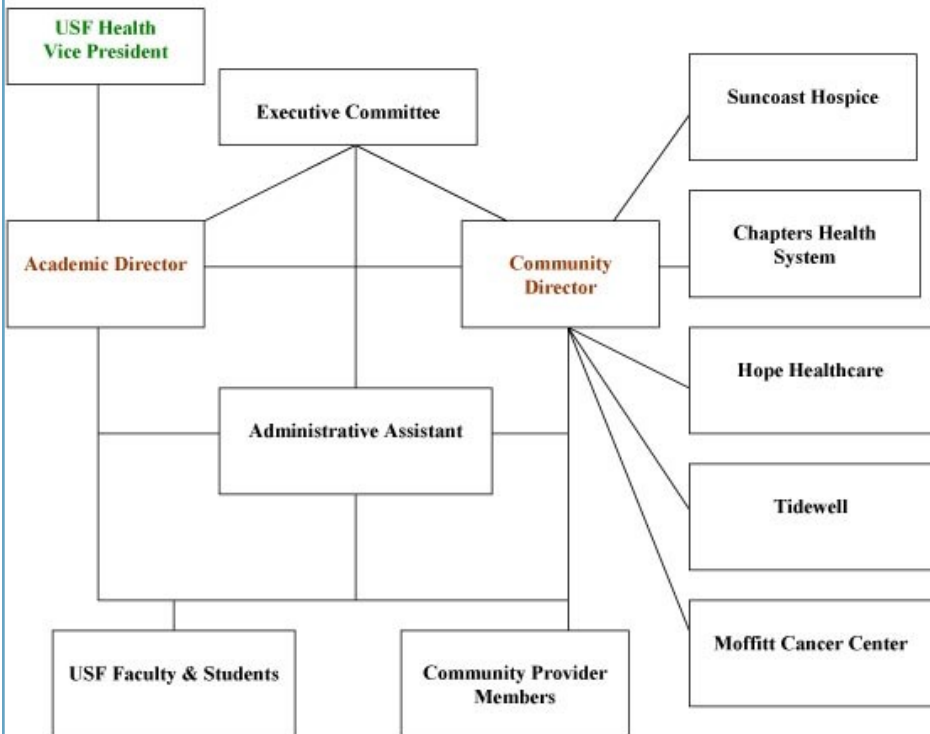 USF Health
Vice President
Executive Committee
Suncoast Hospice
Academic Director
Community
Director
Chapters Health
System
Hope Healthcare
Administrative Assistant
Tidewell
USF Faculty & Students
Community Provider
Members
Moffitt Cancer Center